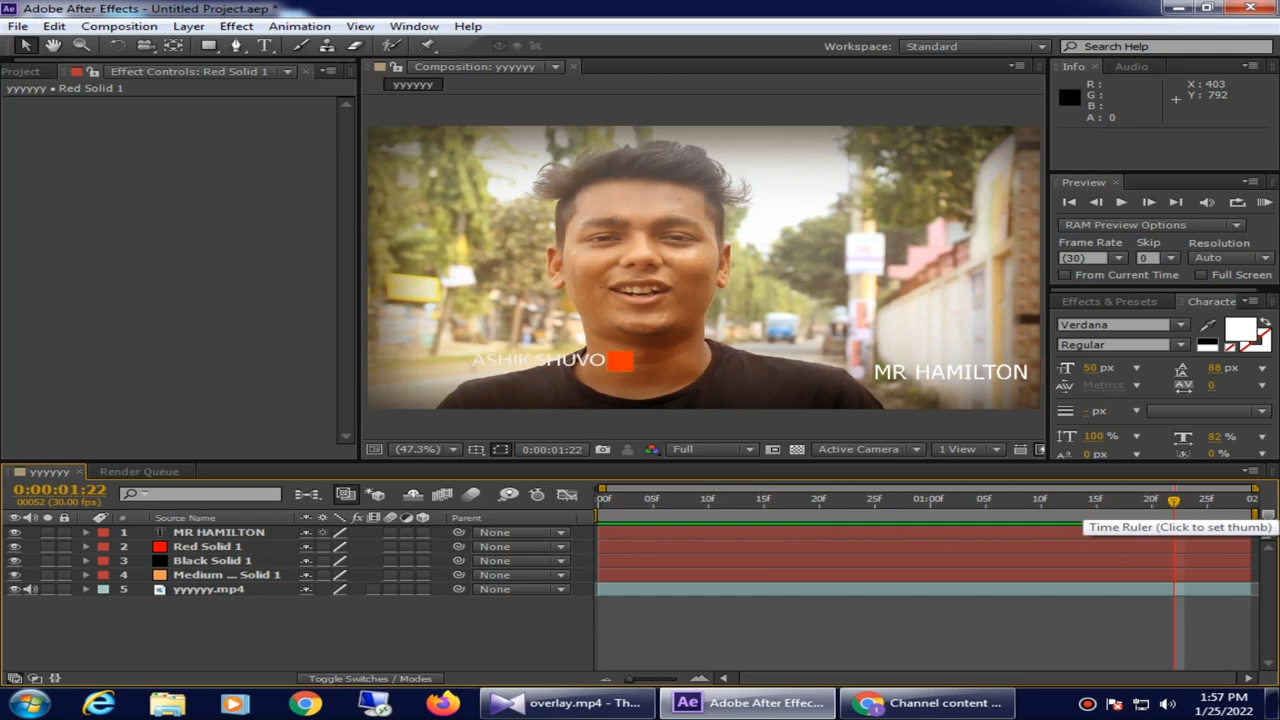 Adobe After Effects - Untitled Project.aep *
File Edit Composition Layer Effect Animation View Window Help
Workspace: Standard Search Help
Project Effect Controls: Red Solid 1 Composition: yyyyyy Info Audio
yyyyyy • Red Solid 1 yyyyyy
R : X : 403
G : Y : 792
B :
A : 0
Preview
RAM Preview Options
Frame Rate Skip Resolution
(30) 0 Auto
From Current Time Full Screen
Effects & Presets Characte
Verdana
Regular
ASHIK SHUVO
MR HAMILTON
50 px 88 px
Metrics 0
- px
100 % 82 %
0 px 0 %
(47.3%) 0:00:01:22 Full Active Camera 1 View
yyyyyy Render Queue
0:00:01:22
00052 (30.00 fps)
:00f 05f 10f 15f 20f 25f 01:00f 05f 10f 15f 25f 02
# Source Name fx Parent
Time Ruler (Click to set thumb)
1 T MR HAMILTON None
2 Red Solid 1 None
3 Black Solid 1 None
4 Medium ... Solid 1 None
5 yyyyyy.mp4 None
Toggle Switches / Modes
overlay.mp4 - Th... Ae Adobe After Effec... Channel content ...
1:57 PM
1/25/2022